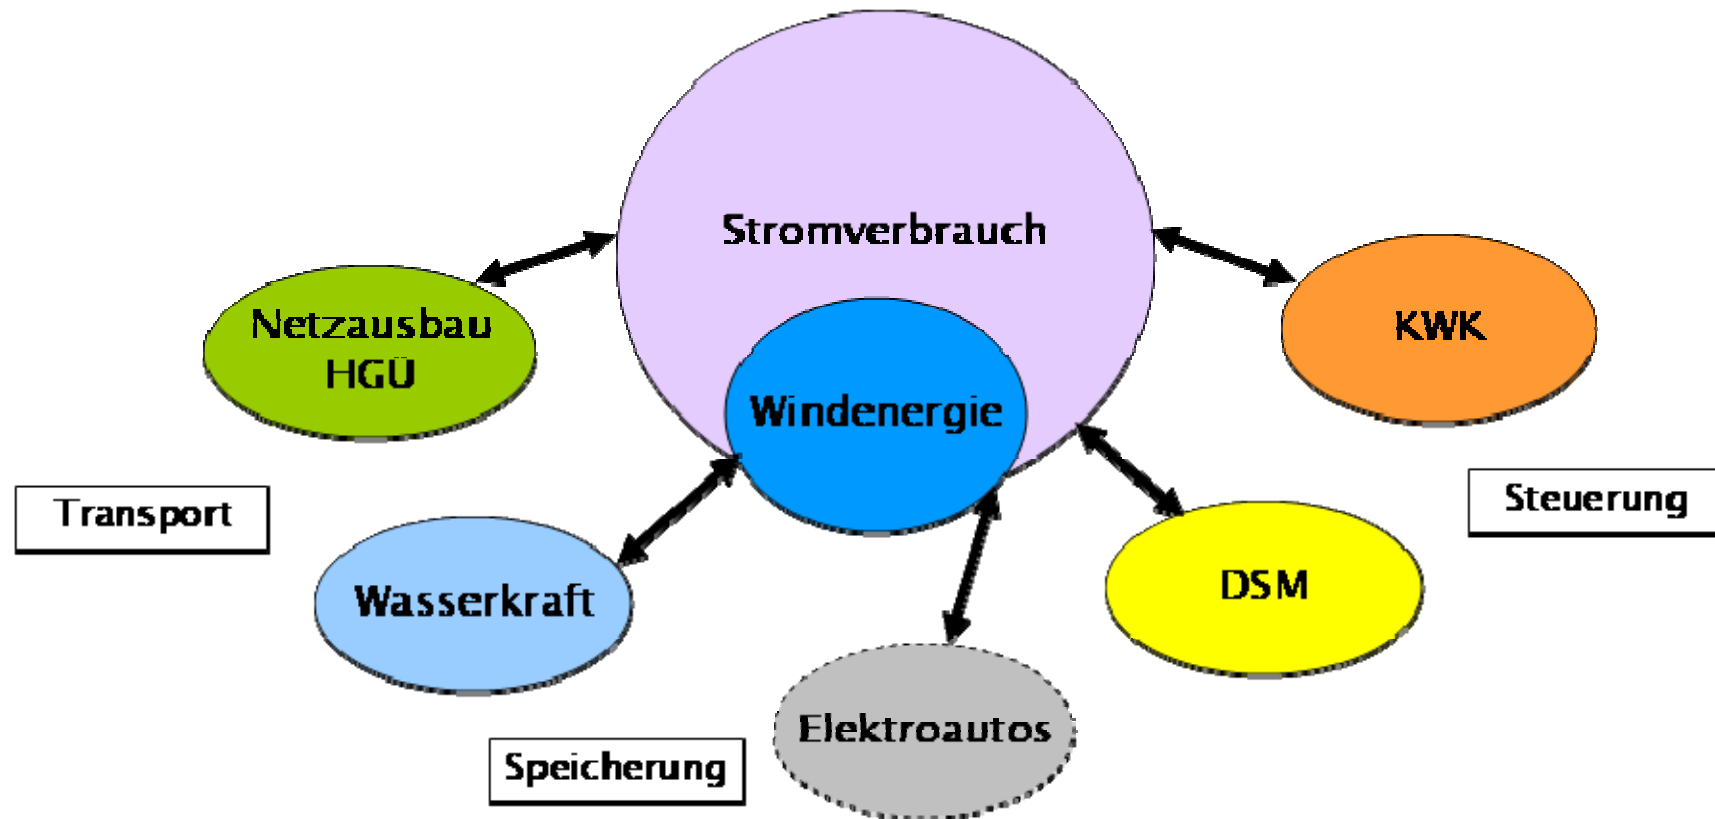 Stromverbrauch
Netzausbau
HGÜ
KWK
Windenergie
Transport
Steuerung
Wasserkraft
DSM
Elektroautos
Speicherung